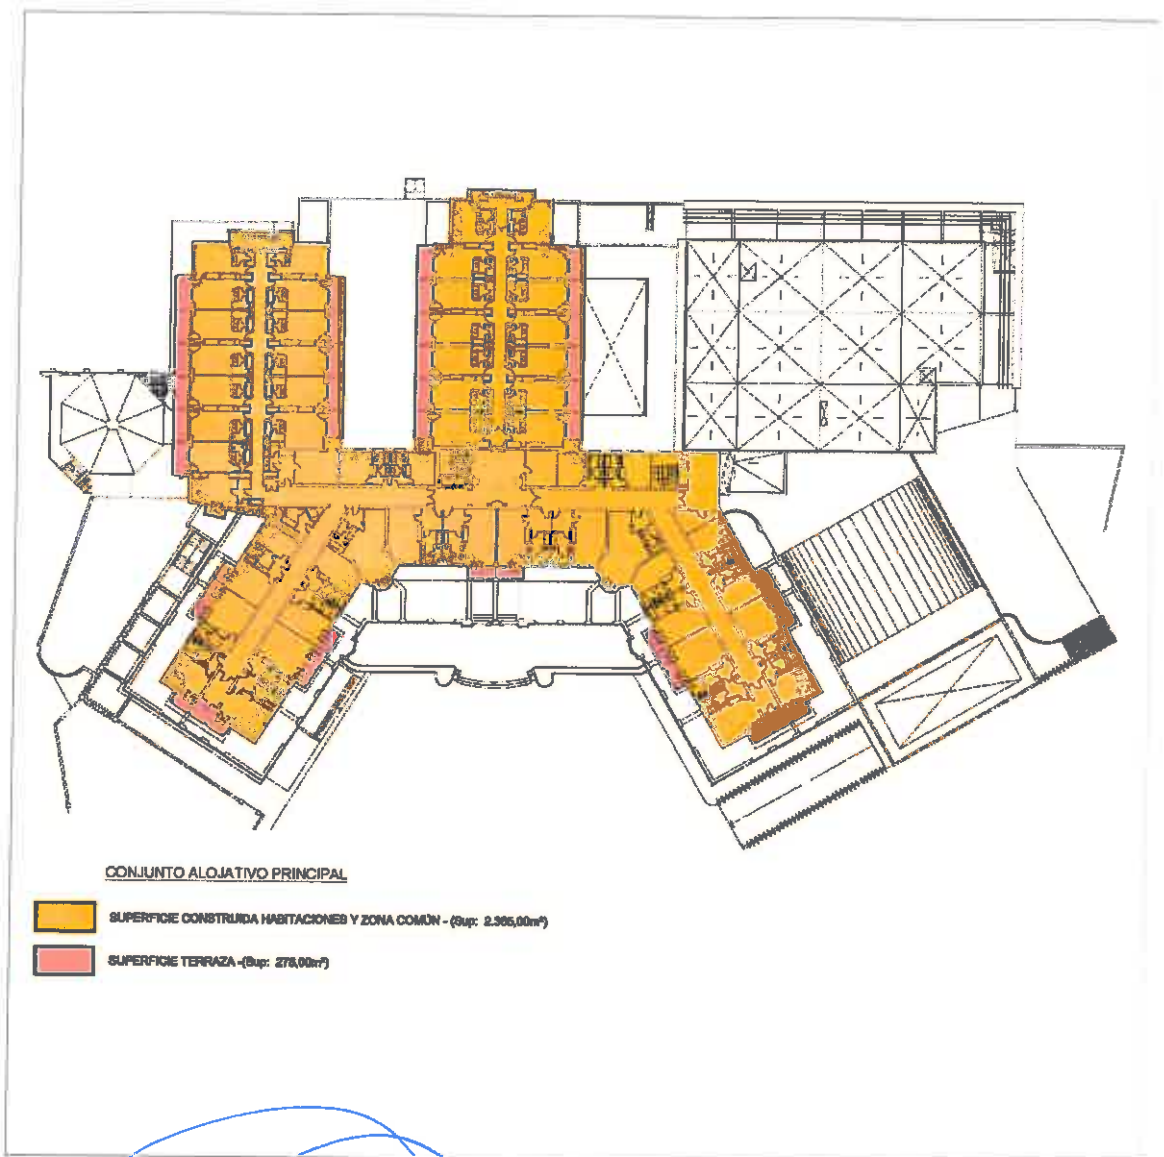 CONJUNTO ALOJATIVO PRINCIPAL
SUPERFICIE CONSTRUIDA HABITACIONES Y ZONA COMÚN - (Sup: 2.365,00m²)
SUPERFICIE TERRAZA -(Sup: 278,00m²)